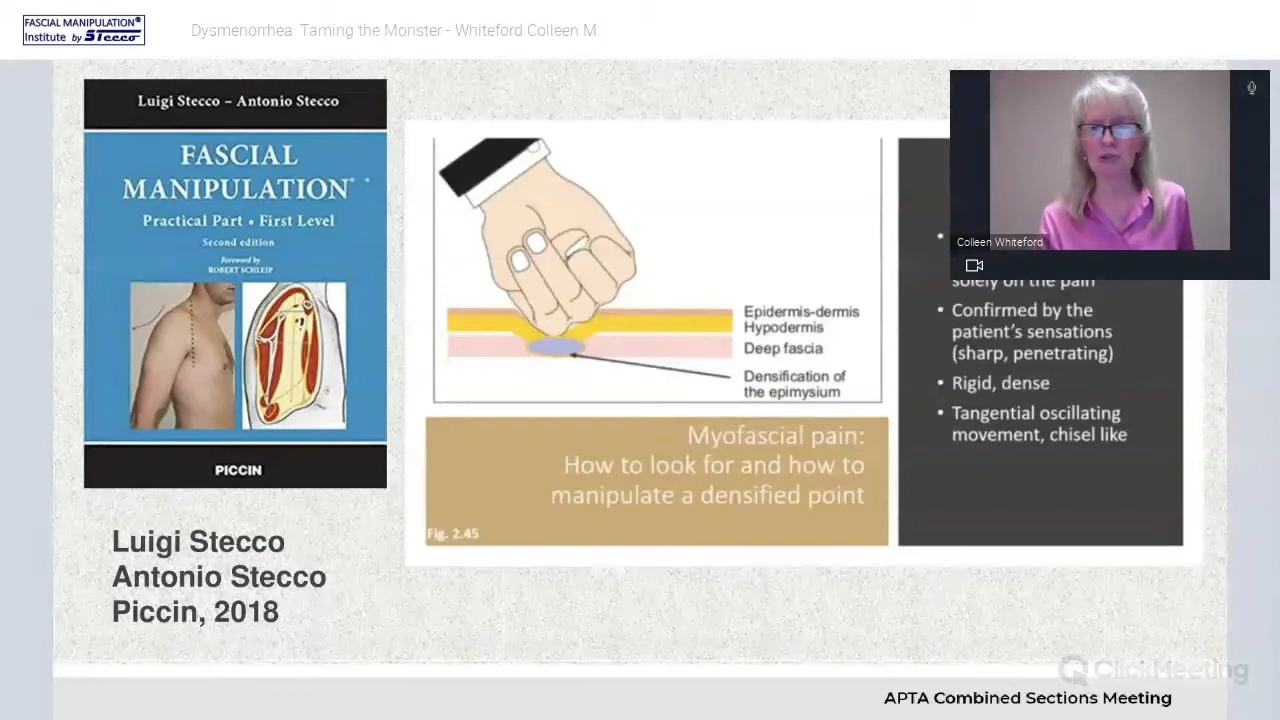 FASCIAL MANIPULATION®
Institute by Stecco
Dysmenorrhea: Taming the Monster - Whiteford Colleen M.
Luigi Stecco – Antonio Stecco
FASCIAL
MANIPULATION®
Practical Part • First Level
Second edition
Foreword by
ROBERT SCHLEIP
PICCIN
Luigi Stecco
Antonio Stecco
Piccin, 2018
Epidermis-dermis
Hypodermis
Deep fascia
Densification of
the epimysium
Myofascial pain:
How to look for and how to
manipulate a densified point
Fig. 2.45
Colleen Whiteford
solely on the pain
• Confirmed by the
patient's sensations
(sharp, penetrating)
• Rigid, dense
• Tangential oscillating
movement, chisel like
ClickMeeting
APTA Combined Sections Meeting